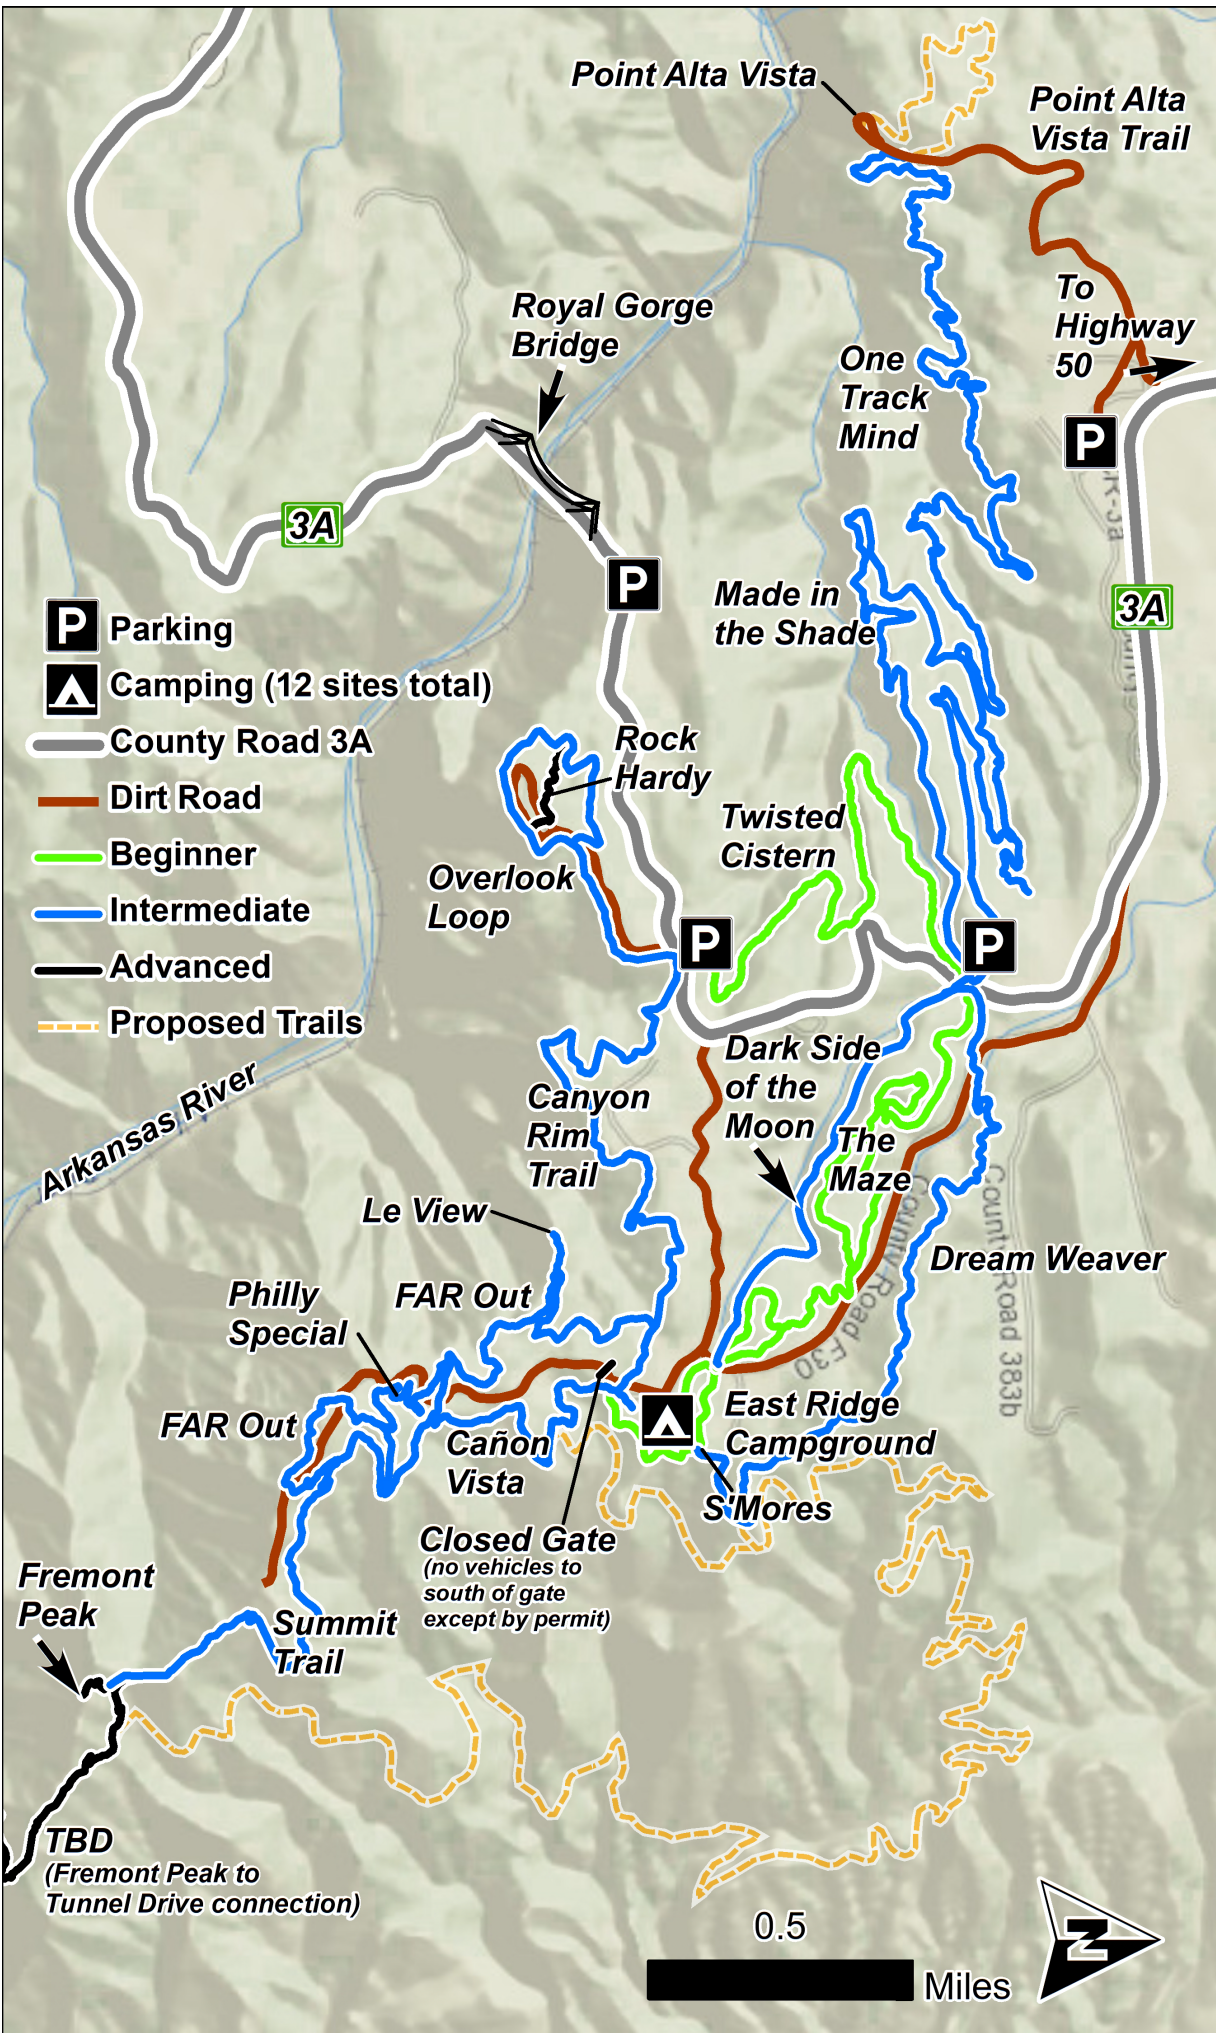 Point Alta Vista
Point Alta
Vista Trail
To
Highway
50
Royal Gorge
Bridge
One
Track
Mind
P
3A
P
Made in
the Shade
3A
P
Parking
Camping (12 sites total)
County Road 3A
Dirt Road
Beginner
Intermediate
Advanced
Proposed Trails
Rock
Hardy
Twisted
Cistern
Overlook
Loop
P
P
Arkansas River
Canyon
Rim
Trail
Dark Side
of the
Moon
The
Maze
Le View
Dream Weaver
County Road 383b
County Road F30
FAR Out
Philly
Special
FAR Out
Cañon
Vista
East Ridge
Campground
S'Mores
Closed Gate
(no vehicles to
south of gate
except by permit)
Fremont
Peak
Summit
Trail
TBD
(Fremont Peak to
Tunnel Drive connection)
0.5
Miles
N